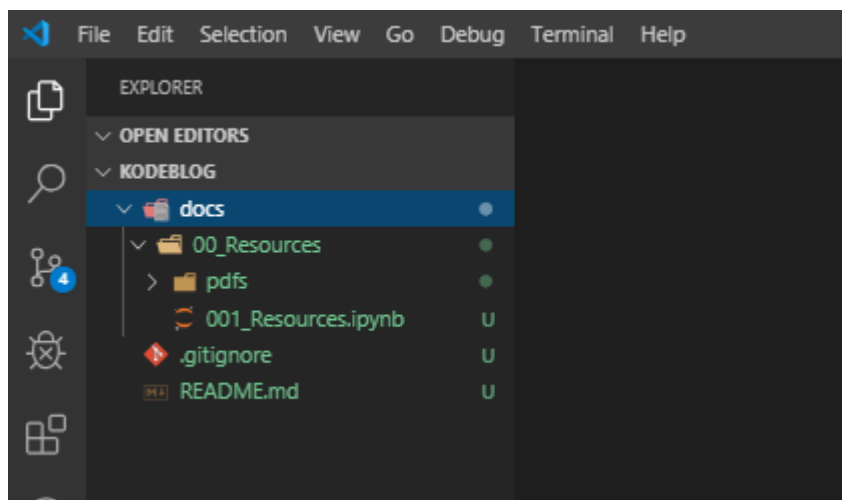 File Edit Selection View Go Debug Terminal Help
EXPLORER
OPEN EDITORS
KODEBLOG
docs
00_Resources
pdfs
4
001_Resources.ipynb U
.gitignore U
M↓ README.md U